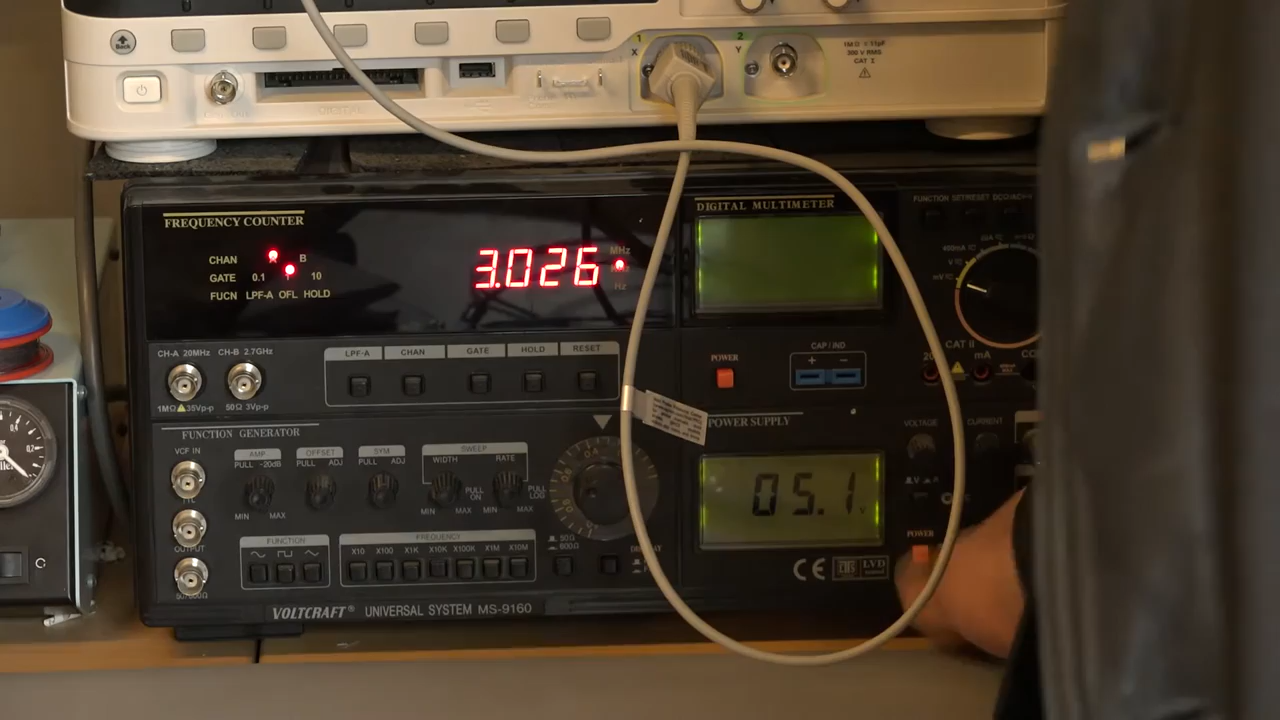 Back
1
X
2
Y
1MΩ ≈ 11pF
300 V RMS
CAT I
DIGITAL
FREQUENCY COUNTER
CHAN B
GATE 0.1 10
FUCN LPF-A OFL HOLD
3.026
MHz
Hz
DIGITAL MULTIMETER
CH-A 20MHz CH-B 2.7GHz
1MΩ 35Vp-p 50Ω 3Vp-p
LPF-A CHAN GATE HOLD RESET
POWER
CAP / IND
+ −
CAT II
mA
FUNCTION GENERATOR
VCF IN
AMP.
PULL -20dB
MIN MAX
OFFSET
PULL ADJ
SYM
PULL ADJ
SWEEP
WIDTH RATE
PULL ON
PULL LOG
MIN MAX MIN MAX
OUTPUT
FUNCTION
FREQUENCY
X10 X100 X1K X10K X100K X1M X10M
50Ω
600Ω
POWER SUPPLY
VOLTAGE
CURRENT
05.1
V
POWER
CE
LVD
VOLTCRAFT® UNIVERSAL SYSTEM MS-9160